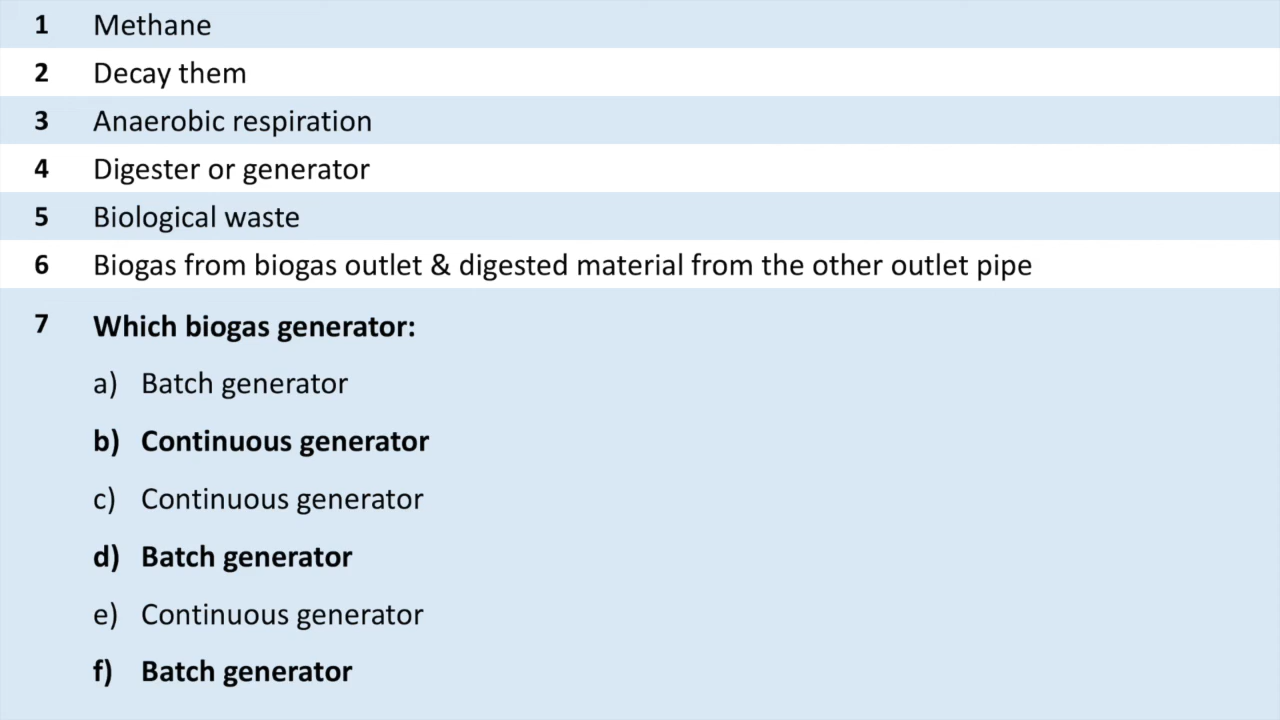 1 Methane
2 Decay them
3 Anaerobic respiration
4 Digester or generator
5 Biological waste
6 Biogas from biogas outlet & digested material from the other outlet pipe
7 Which biogas generator:
a) Batch generator
b) Continuous generator
c) Continuous generator
d) Batch generator
e) Continuous generator
f) Batch generator